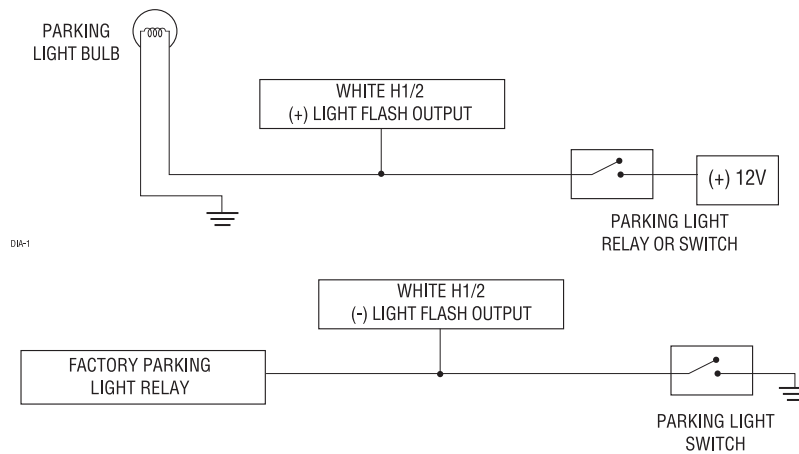 PARKING
LIGHT BULB
WHITE H1/2
(+) LIGHT FLASH OUTPUT
(+) 12V
PARKING LIGHT
RELAY OR SWITCH
DIA-1
WHITE H1/2
(-) LIGHT FLASH OUTPUT
FACTORY PARKING
LIGHT RELAY
PARKING LIGHT
SWITCH